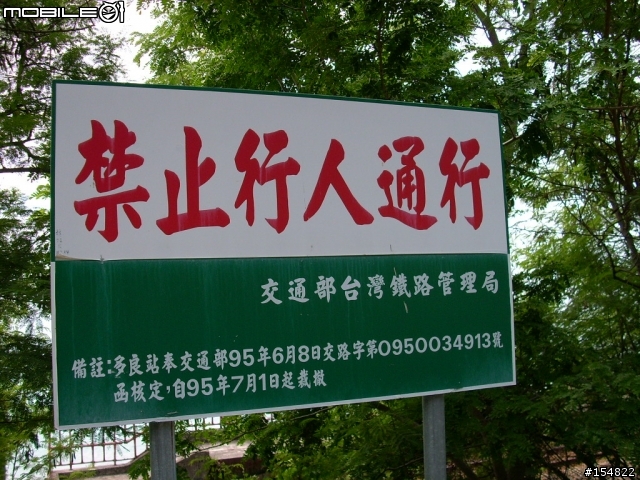 mobile01
禁止行人通行
交通部台灣鐵路管理局
備註:多良站奉交通部95年6月8日交路字第0950034913號
函核定,自95年7月1日起裁撤
#154822